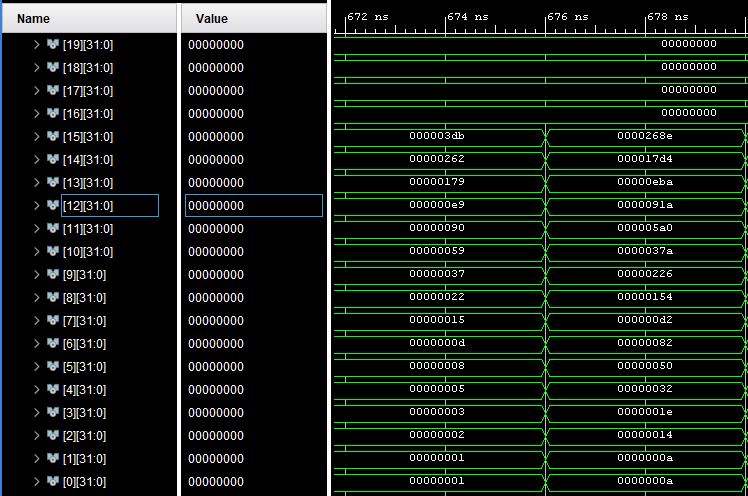 Name Value 672 ns 674 ns 676 ns 678 ns
[19][31:0] 00000000 00000000
[18][31:0] 00000000 00000000
[17][31:0] 00000000 00000000
[16][31:0] 00000000 00000000
[15][31:0] 00000000 000003db 0000268e
[14][31:0] 00000000 00000262 000017d4
[13][31:0] 00000000 00000179 00000eba
[12][31:0] 00000000 000000e9 0000091a
[11][31:0] 00000000 00000090 000005a0
[10][31:0] 00000000 00000059 0000037a
[9][31:0] 00000000 00000037 00000226
[8][31:0] 00000000 00000022 00000154
[7][31:0] 00000000 00000015 000000d2
[6][31:0] 00000000 0000000d 00000082
[5][31:0] 00000000 00000008 00000050
[4][31:0] 00000000 00000005 00000032
[3][31:0] 00000000 00000003 0000001e
[2][31:0] 00000000 00000002 00000014
[1][31:0] 00000000 00000001 0000000a
[0][31:0] 00000000 00000001 0000000a